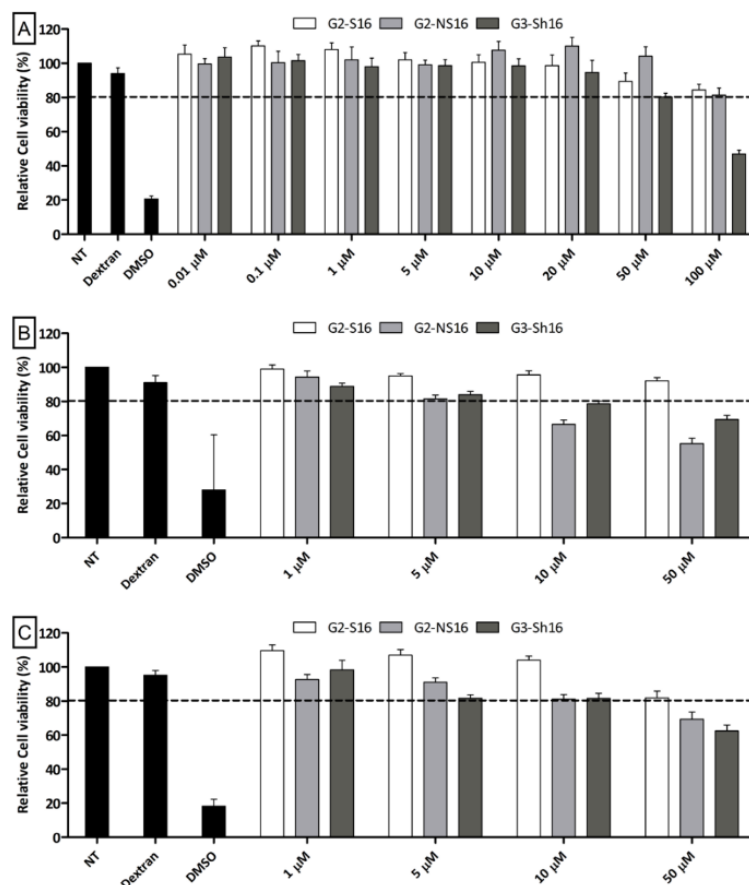 A
G2-S16 G2-NS16 G3-Sh16
Relative Cell viability (%)
120
100
80
60
40
20
0
NT Dextran DMSO 0.01 μM 0.1 μM 1 μM 5 μM 10 μM 20 μM 50 μM 100 μM
B
G2-S16 G2-NS16 G3-Sh16
Relative Cell viability (%)
120
100
80
60
40
20
0
NT Dextran DMSO 1 μM 5 μM 10 μM 50 μM
C
G2-S16 G2-NS16 G3-Sh16
Relative Cell viability (%)
120
100
80
60
40
20
0
NT Dextran DMSO 1 μM 5 μM 10 μM 50 μM